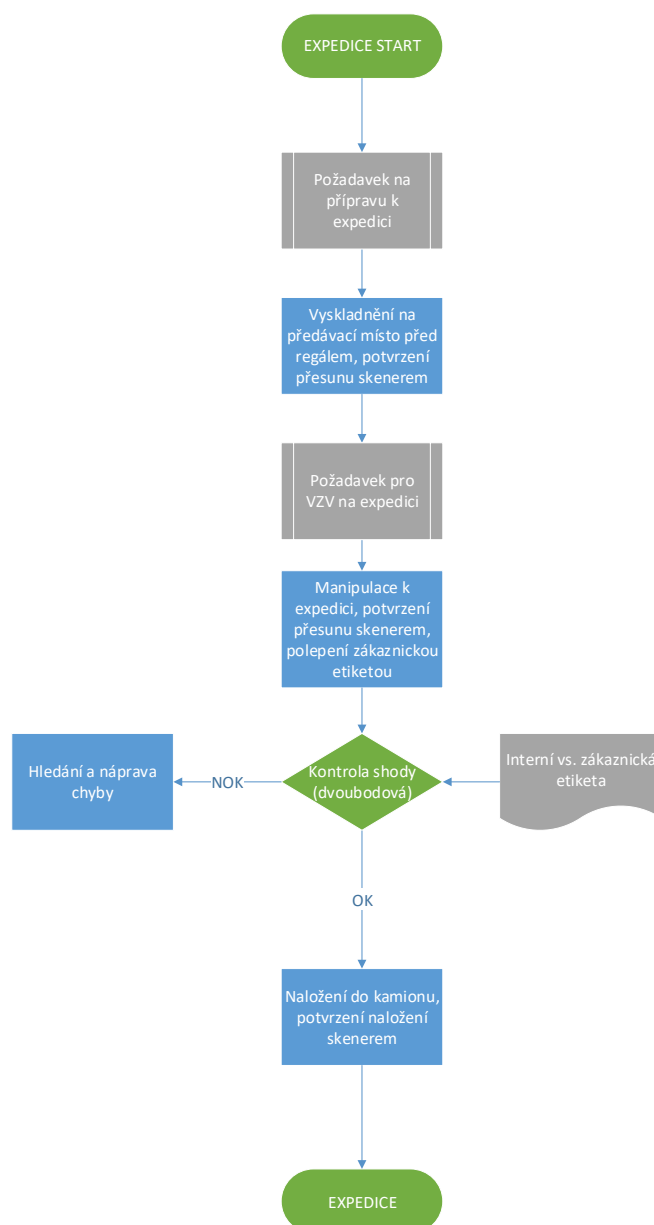 EXPEDICE START
Požadavek na
přípravu k
expedici
Vyskladnění na
předávací místo před
regálem, potvrzení
přesunu skenerem
Požadavek pro
VZV na expedici
Manipulace k
expedici, potvrzení
přesunu skenerem,
polepení zákaznickou
etiketou
Hledání a náprava
chyby
NOK
Kontrola shody
(dvoubodová)
Interní vs. zákaznická
etiketa
OK
Naložení do kamionu,
potvrzení naložení
skenerem
EXPEDICE